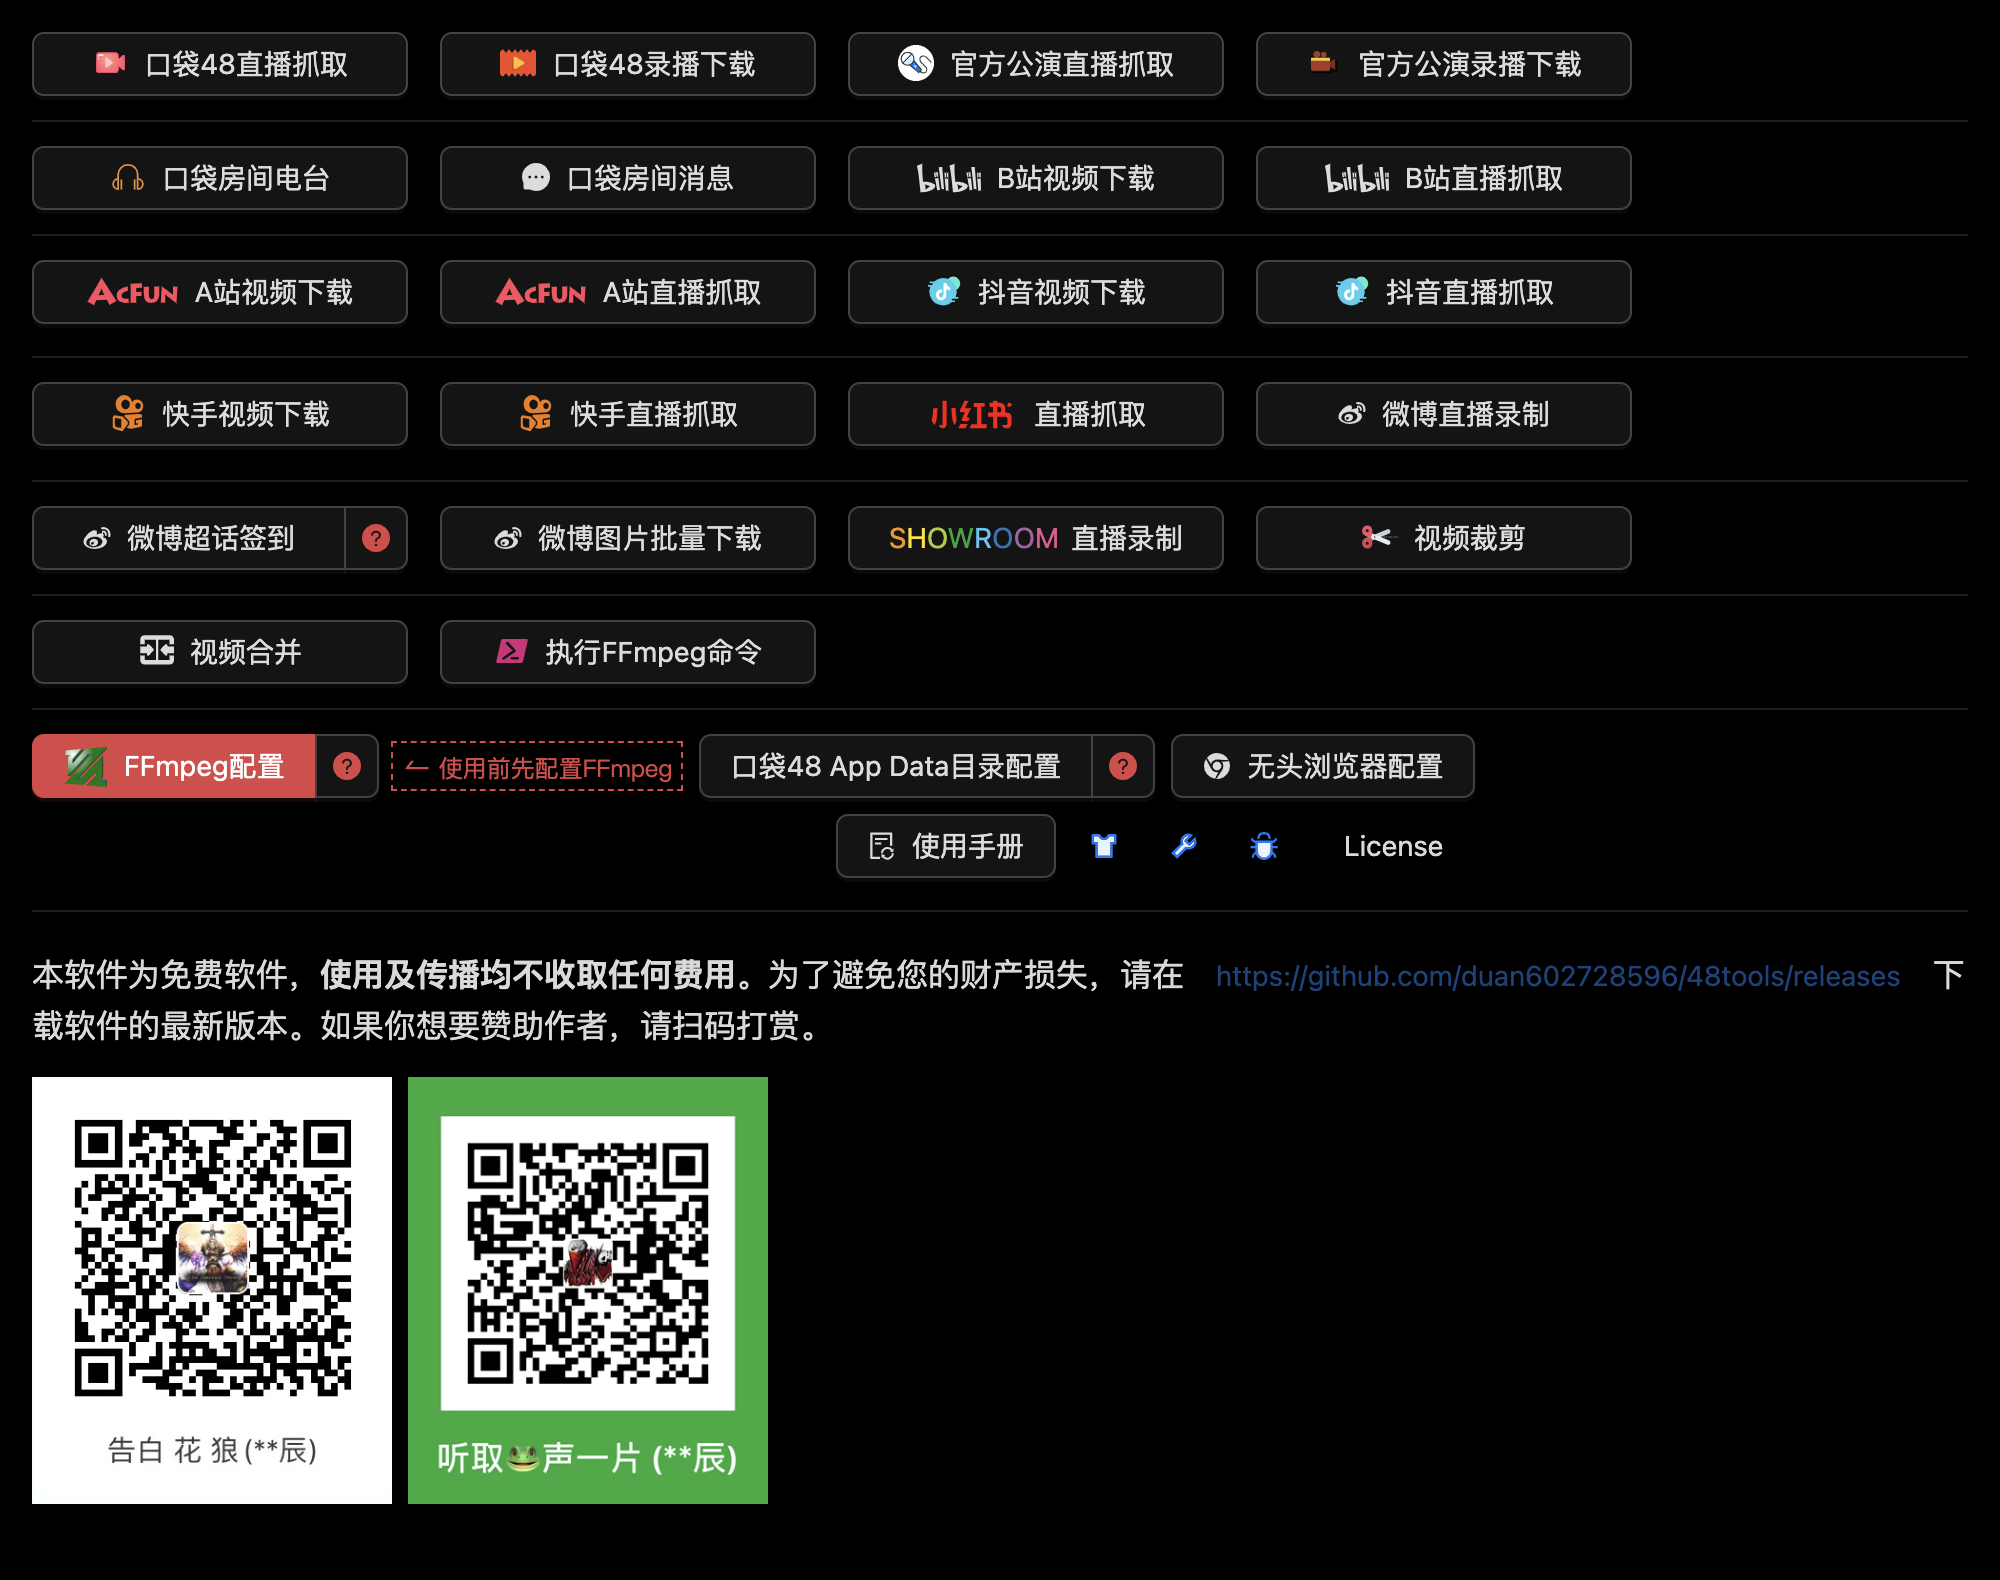 口袋48直播抓取
口袋48录播下载
官方公演直播抓取
官方公演录播下载
口袋房间电台
口袋房间消息
bilibili B站视频下载
bilibili B站直播抓取
ACFUN A站视频下载
ACFUN A站直播抓取
抖音视频下载
抖音直播抓取
快手视频下载
快手直播抓取
小红书 直播抓取
微博直播录制
微博超话签到 ?
微博图片批量下载
SHOWROOM 直播录制
视频裁剪
视频合并
执行FFmpeg命令
FFmpeg配置 ?
使用前先配置FFmpeg
口袋48 App Data目录配置 ?
无头浏览器配置
使用手册
License
本软件为免费软件，使用及传播均不收取任何费用。为了避免您的财产损失，请在 https://github.com/duan602728596/48tools/releases 下
载软件的最新版本。如果你想要赞助作者，请扫码打赏。
告白 花 狼(**辰)
听取🐸声一片 (**辰)